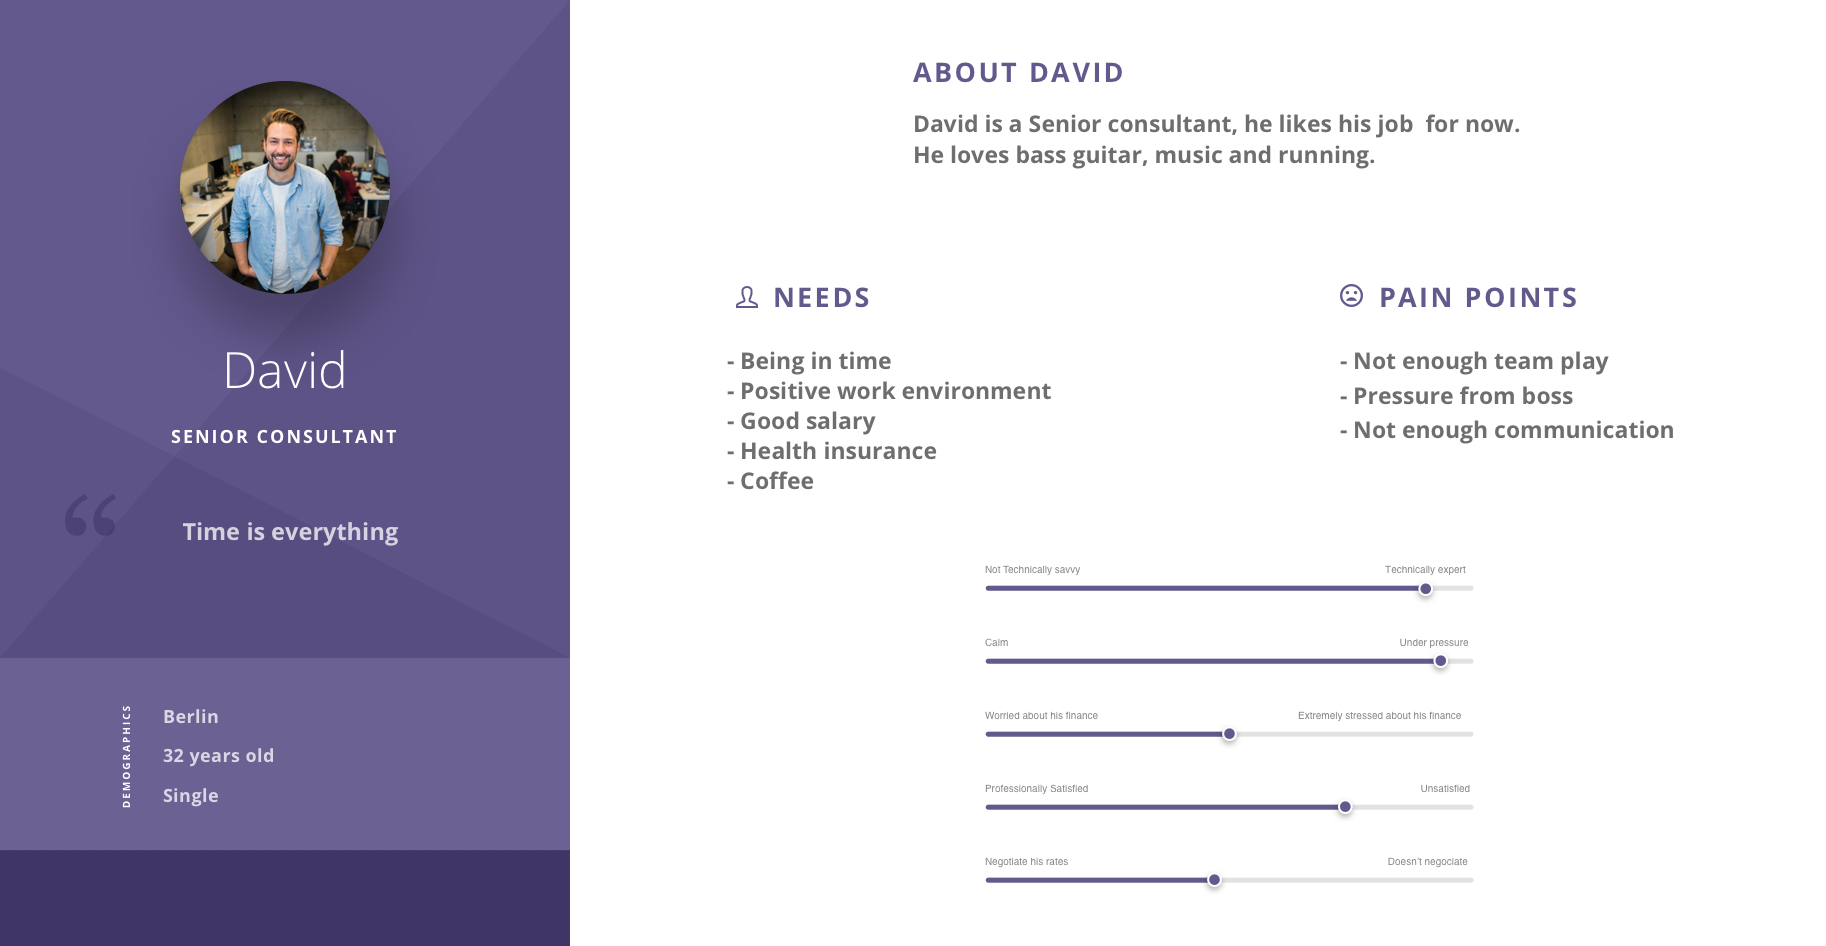 David
SENIOR CONSULTANT
“
Time is everything
DEMOGRAPHICS
Berlin
32 years old
Single
ABOUT DAVID
David is a Senior consultant, he likes his job  for now.
He loves bass guitar, music and running.
NEEDS
- Being in time
- Positive work environment
- Good salary
- Health insurance
- Coffee
PAIN POINTS
- Not enough team play
- Pressure from boss
- Not enough communication
Not Technically savvy
Technically expert
Calm
Under pressure
Worried about his finance
Extremely stressed about his finance
Professionally Satisfied
Unsatisfied
Negotiate his rates
Doesn't negociate